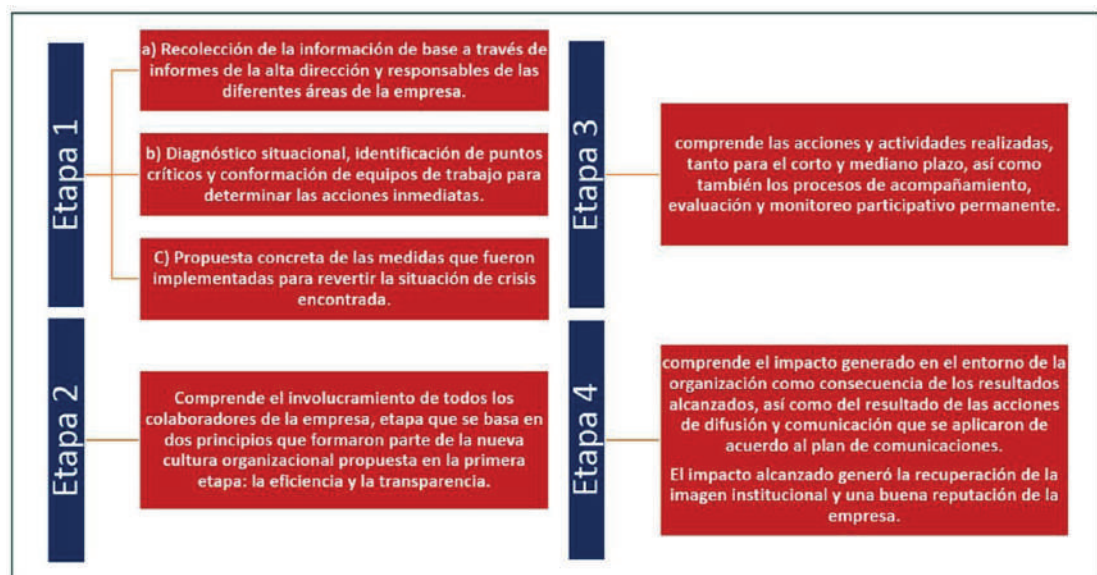 Etapa 1
a) Recolección de la información de base a través de
informes de la alta dirección y responsables de las
diferentes áreas de la empresa.
b) Diagnóstico situacional, identificación de puntos
críticos y conformación de equipos de trabajo para
determinar las acciones inmediatas.
C) Propuesta concreta de las medidas que fueron
implementadas para revertir la situación de crisis
encontrada.
Etapa 2
Comprende el involucramiento de todos los
colaboradores de la empresa, etapa que se basa en
dos principios que formaron parte de la nueva
cultura organizacional propuesta en la primera
etapa: la eficiencia y la transparencia.
Etapa 3
comprende las acciones y actividades realizadas,
tanto para el corto y mediano plazo, así como
también los procesos de acompañamiento,
evaluación y monitoreo participativo permanente.
Etapa 4
comprende el impacto generado en el entorno de la
organización como consecuencia de los resultados
alcanzados, así como del resultado de las acciones
de difusión y comunicación que se aplicaron de
acuerdo al plan de comunicaciones.
El impacto alcanzado generó la recuperación de la
imagen institucional y una buena reputación de la
empresa.